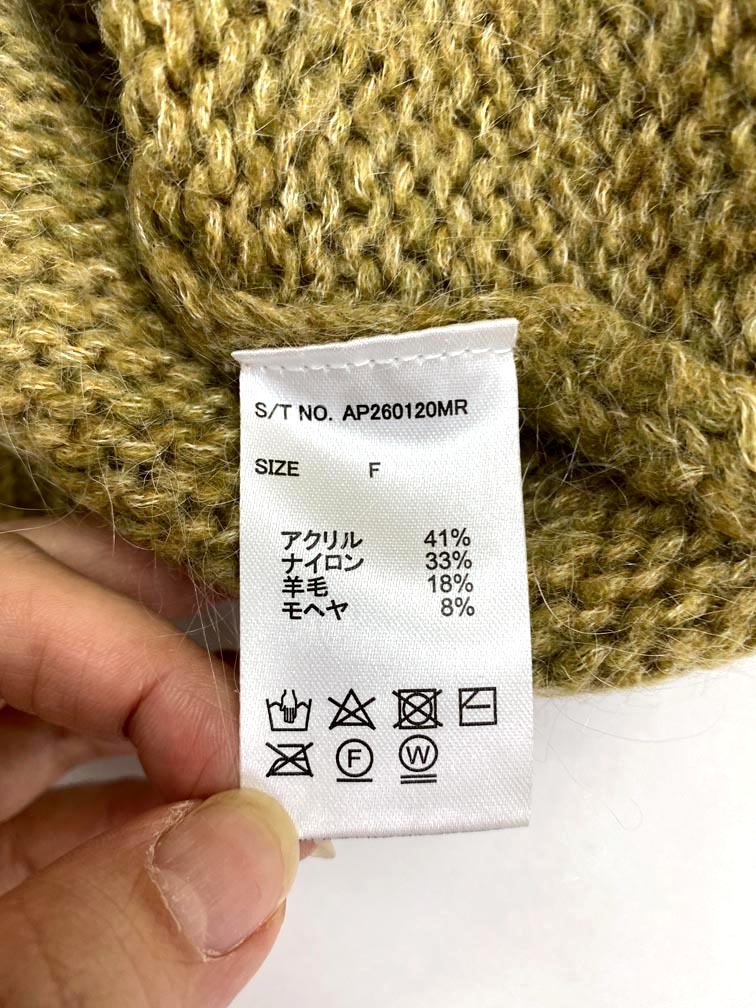 S/T NO. AP260120MR
SIZE F
アクリル 41%
ナイロン 33%
羊毛 18%
モヘヤ 8%
F W